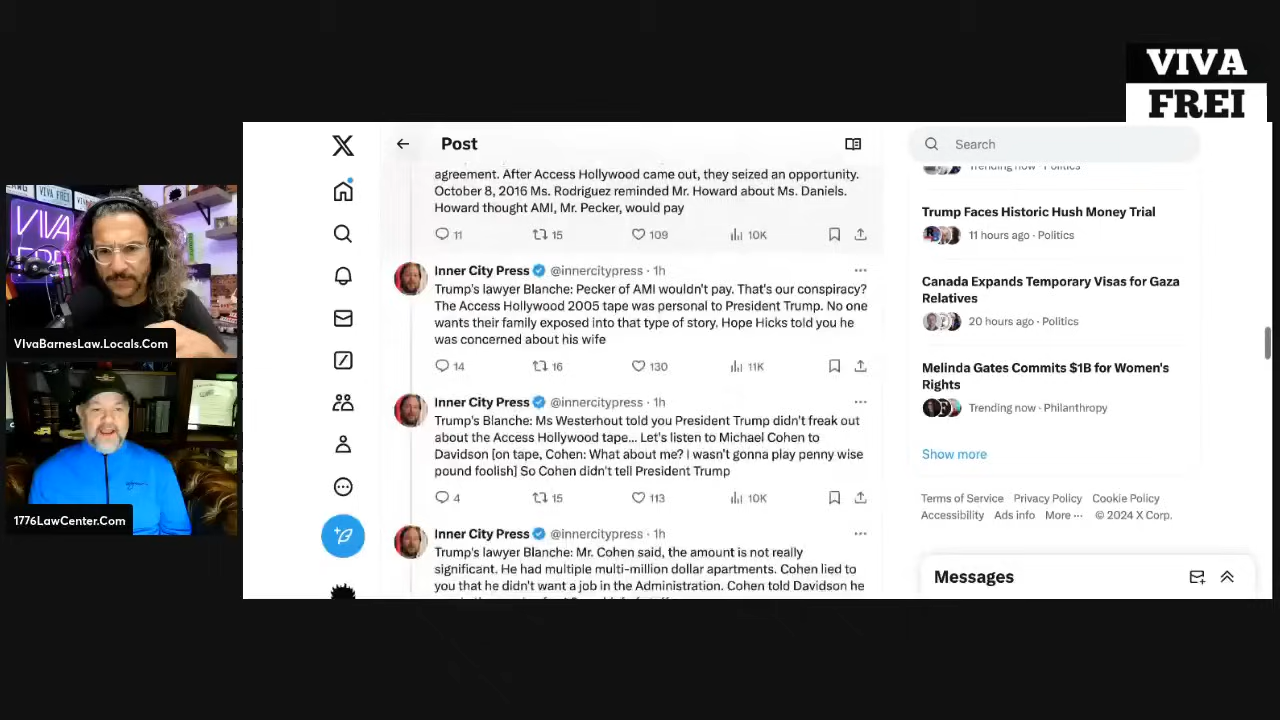 VIVA
FREI
VIVA FREI
VIVA
VIvaBarnesLaw.Locals.Com
1776LawCenter.Com
Post
agreement. After Access Hollywood came out, they seized an opportunity.
October 8, 2016 Ms. Rodriguez reminded Mr. Howard about Ms. Daniels.
Howard thought AMI, Mr. Pecker, would pay
11 15 109 10K
Inner City Press @innercitypress · 1h
Trump's lawyer Blanche: Pecker of AMI wouldn't pay. That's our conspiracy?
The Access Hollywood 2005 tape was personal to President Trump. No one
wants their family exposed into that type of story, Hope Hicks told you he
was concerned about his wife
14 16 130 11K
Inner City Press @innercitypress · 1h
Trump's Blanche: Ms Westerhout told you President Trump didn't freak out
about the Access Hollywood tape... Let's listen to Michael Cohen to
Davidson [on tape, Cohen: What about me? I wasn't gonna play penny wise
pound foolish] So Cohen didn't tell President Trump
4 15 113 10K
Inner City Press @innercitypress · 1h
Trump's lawyer Blanche: Mr. Cohen said, the amount is not really
significant. He had multiple multi-million dollar apartments. Cohen lied to
you that he didn't want a job in the Administration. Cohen told Davidson he
Search
Trending now · Politics
Trump Faces Historic Hush Money Trial
11 hours ago · Politics
Canada Expands Temporary Visas for Gaza
Relatives
20 hours ago · Politics
Melinda Gates Commits $1B for Women's
Rights
Trending now · Philanthropy
Show more
Terms of Service Privacy Policy Cookie Policy
Accessibility Ads info More ··· © 2024 X Corp.
Messages